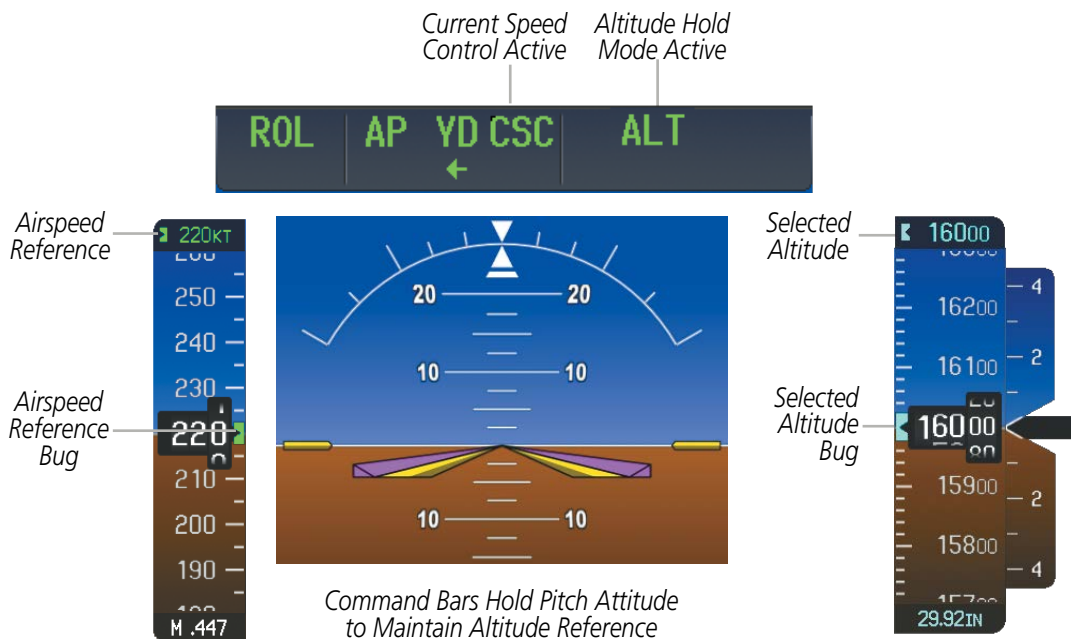 Current Speed
Control Active
Altitude Hold
Mode Active
ROL AP YD CSC ALT
←
Airspeed
Reference
220KT
250
240
230
220
210
200
190
M .447
Airspeed
Reference
Bug
20 20
10 10
10 10
Command Bars Hold Pitch Attitude
to Maintain Altitude Reference
Selected
Altitude
16000
16200
16100
16000
20
80
15900
15800
29.92IN
4
2
2
4
Selected
Altitude
Bug